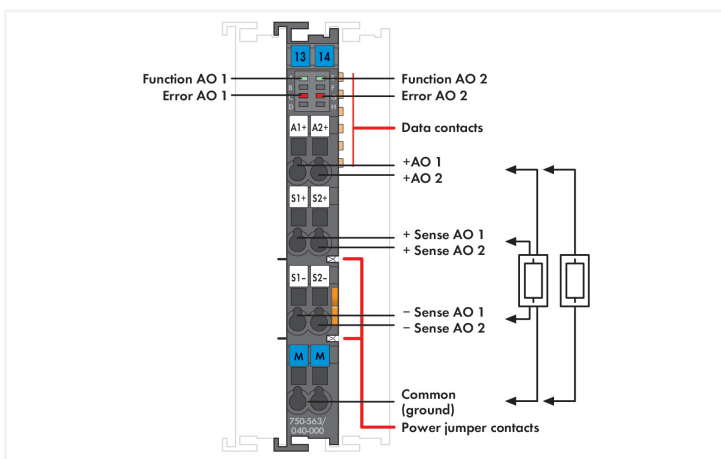 13 14
Function AO 1
Function AO 2
Error AO 1
Error AO 2
A E
B F
C G
D H
Data contacts
A1+ A2+
+AO 1
+AO 2
S1+ S2+
+ Sense AO 1
+ Sense AO 2
S1– S2–
– Sense AO 1
– Sense AO 2
M M
Common
(ground)
Power jumper contacts
750-563/
040-000